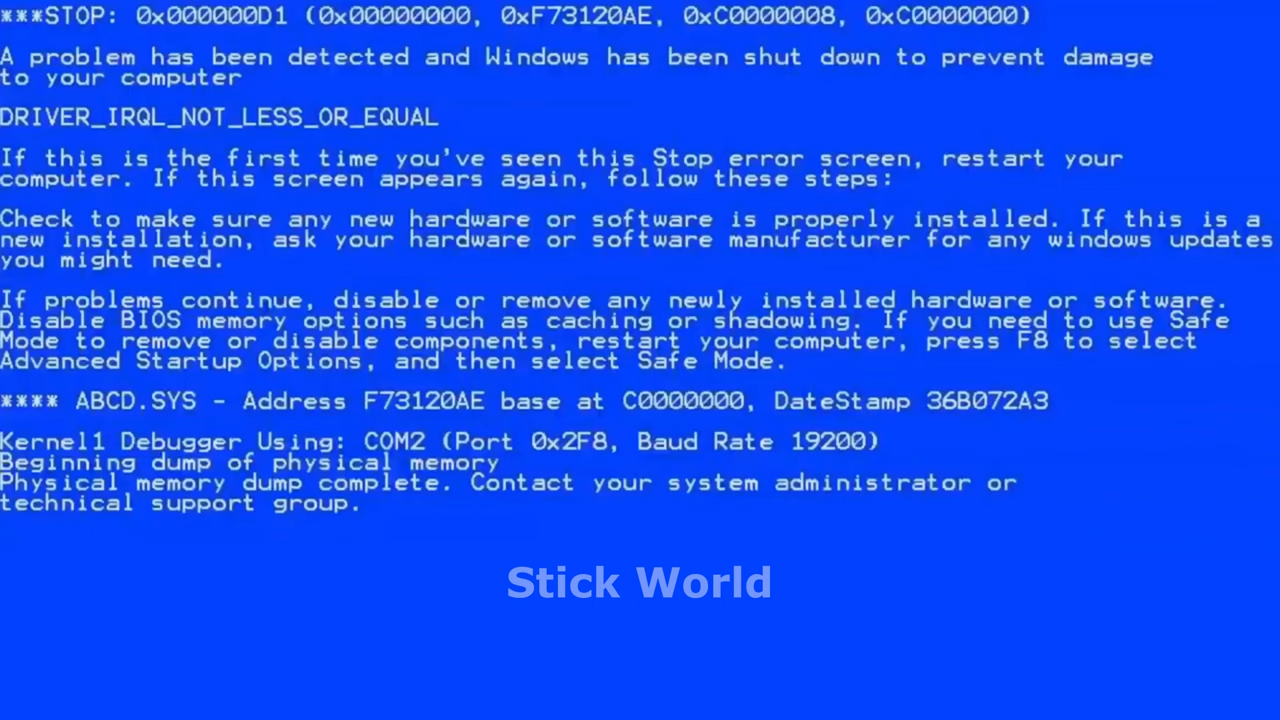 ***STOP: 0x000000D1 (0x00000000, 0xF73120AE, 0xC0000008, 0xC0000000)
A problem has been detected and Windows has been shut down to prevent damage
to your computer
DRIVER_IRQL_NOT_LESS_OR_EQUAL
If this is the first time you've seen this Stop error screen, restart your
computer. If this screen appears again, follow these steps:
Check to make sure any new hardware or software is properly installed. If this is a
new installation, ask your hardware or software manufacturer for any windows updates
you might need.
If problems continue, disable or remove any newly installed hardware or software.
Disable BIOS memory options such as caching or shadowing. If you need to use Safe
Mode to remove or disable components, restart your computer, press F8 to select
Advanced Startup Options, and then select Safe Mode.
**** ABCD.SYS - Address F73120AE base at C0000000, DateStamp 36B072A3
Kernel1 Debugger Using: COM2 (Port 0x2F8, Baud Rate 19200)
Beginning dump of physical memory
Physical memory dump complete. Contact your system administrator or
technical support group.
Stick World